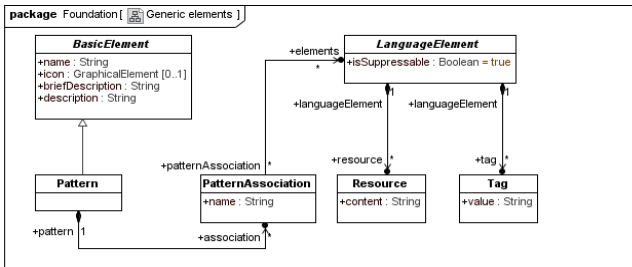 package Foundation [ Generic elements ]
BasicElement
+name : String
+icon : GraphicalElement [0..1]
+briefDescription : String
+description : String
+elements
*
LanguageElement
+isSuppressable : Boolean = true
1
1
+languageElement
+languageElement
+patternAssociation
*
+resource
*
+tag
*
Pattern
PatternAssociation
+name : String
Resource
+content : String
Tag
+value : String
+pattern
1
+association
*